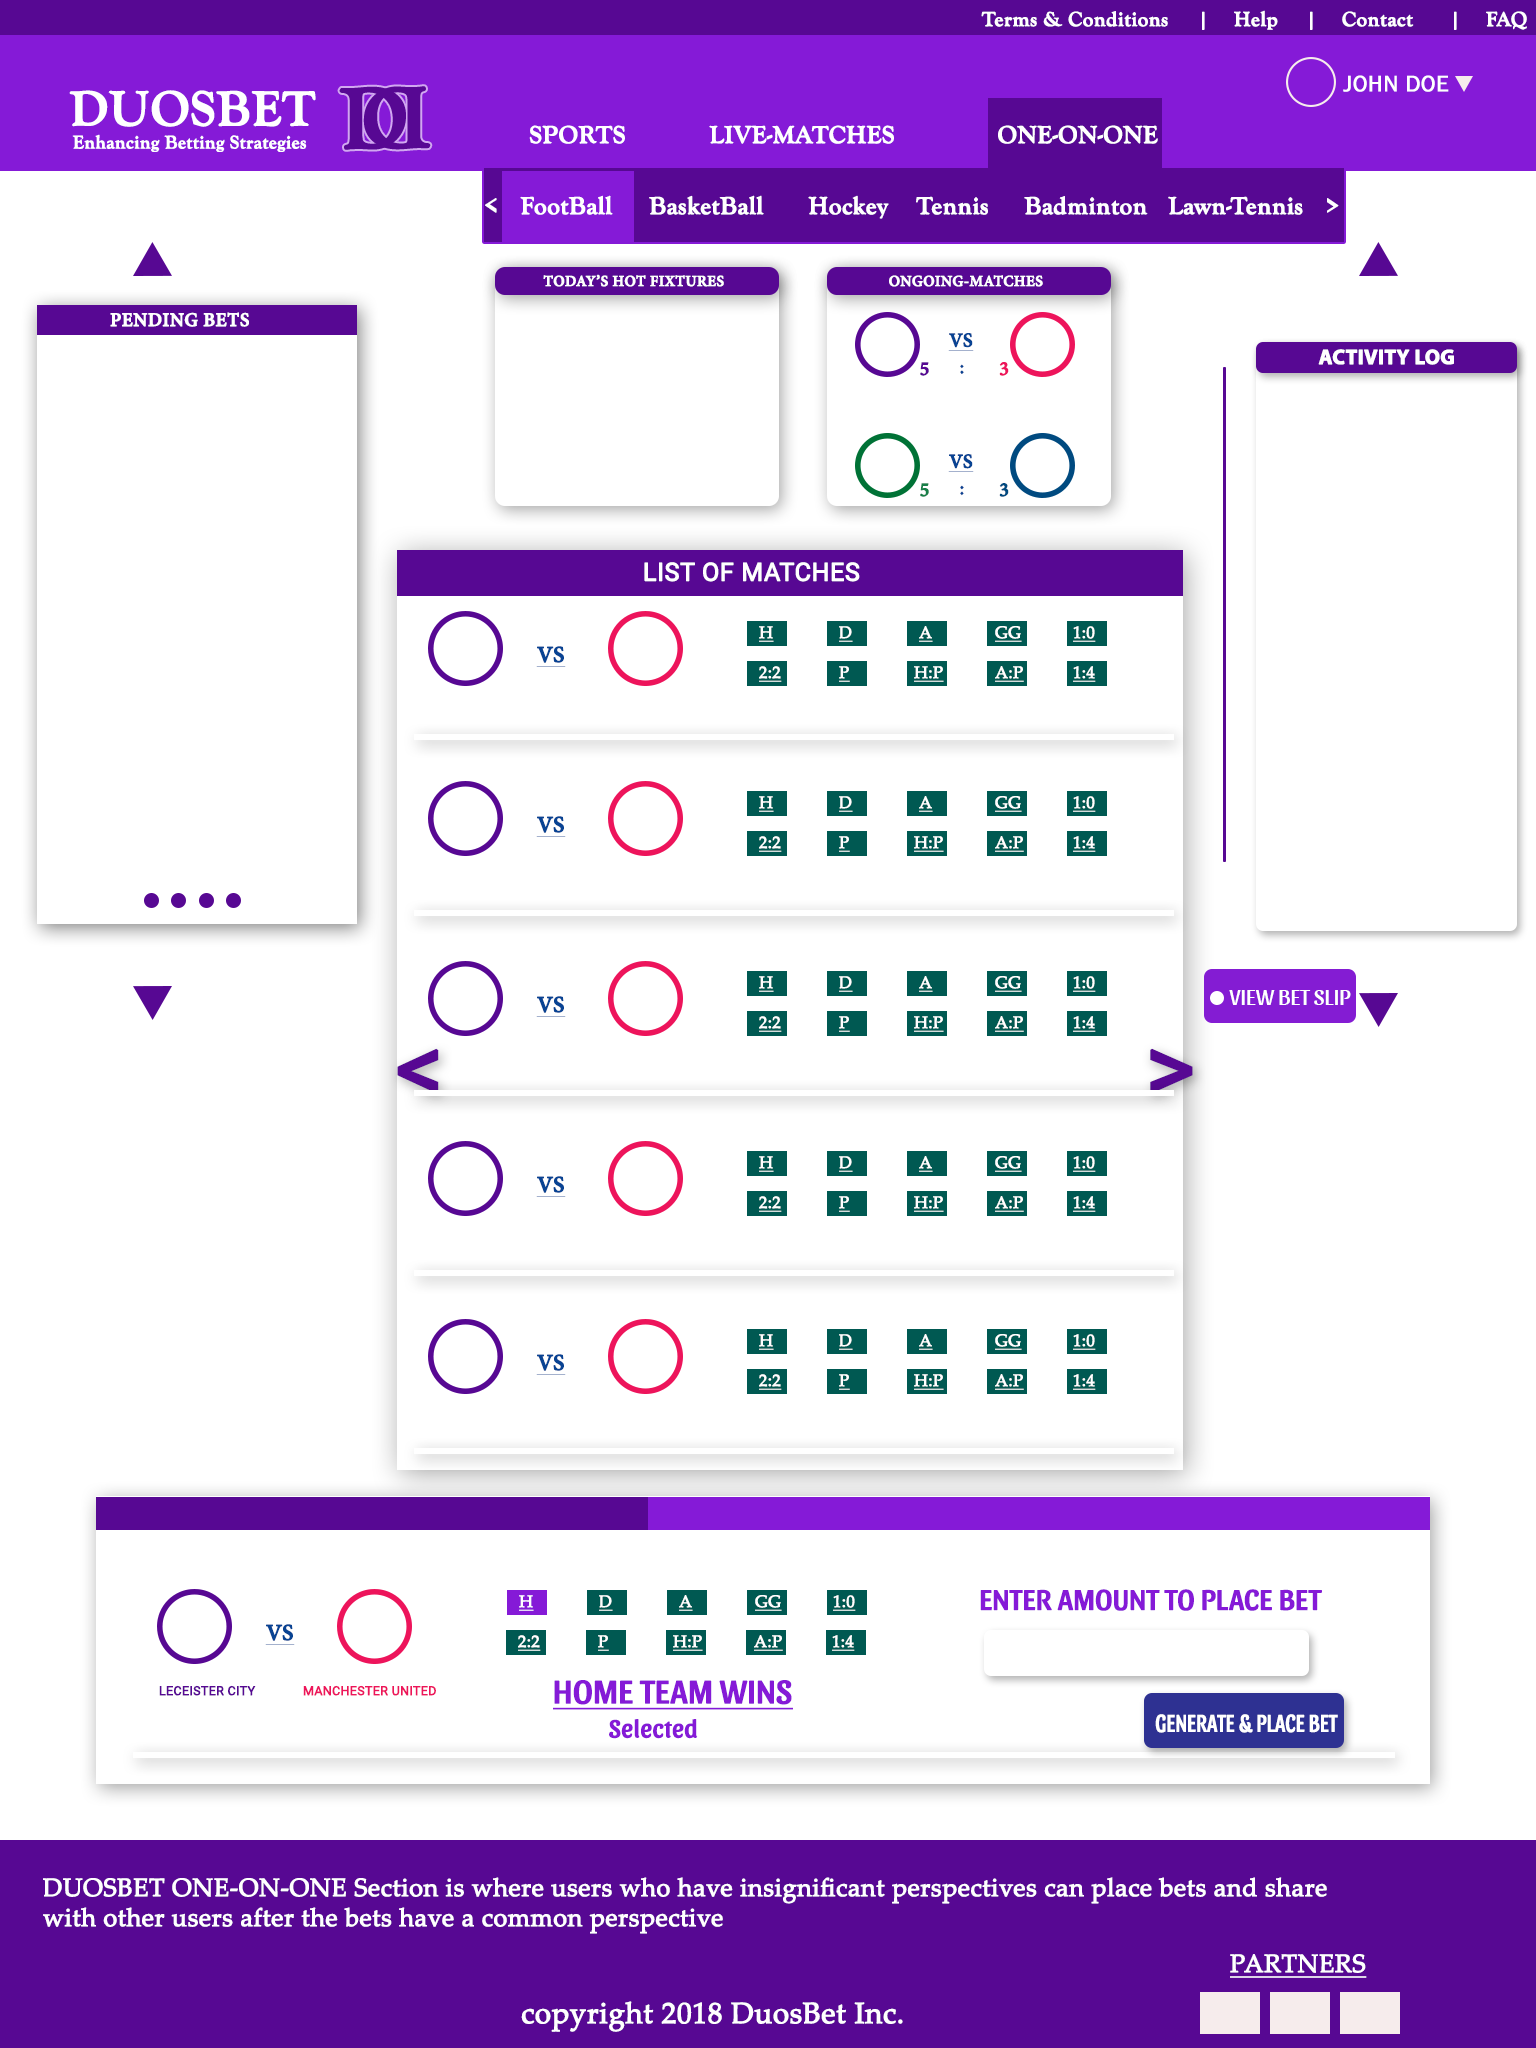 Terms & Conditions | Help | Contact | FAQ
JOHN DOE
DUOSBET
Enhancing Betting Strategies
SPORTS LIVE-MATCHES ONE-ON-ONE
< FootBall BasketBall Hockey Tennis Badminton Lawn-Tennis >
TODAY'S HOT FIXTURES
ONGOING-MATCHES
PENDING BETS
VS
5 : 3
VS
5 : 3
ACTIVITY LOG
LIST OF MATCHES
VS
H D A GG 1:0
2:2 P H:P A:P 1:4
VS
H D A GG 1:0
2:2 P H:P A:P 1:4
VS
H D A GG 1:0
2:2 P H:P A:P 1:4
VIEW BET SLIP
< >
VS
H D A GG 1:0
2:2 P H:P A:P 1:4
VS
H D A GG 1:0
2:2 P H:P A:P 1:4
VS
LECEISTER CITY MANCHESTER UNITED
H D A GG 1:0
2:2 P H:P A:P 1:4
HOME TEAM WINS
Selected
ENTER AMOUNT TO PLACE BET
GENERATE & PLACE BET
DUOSBET ONE-ON-ONE Section is where users who have insignificant perspectives can place bets and share
with other users after the bets have a common perspective
PARTNERS
copyright 2018 DuosBet Inc.